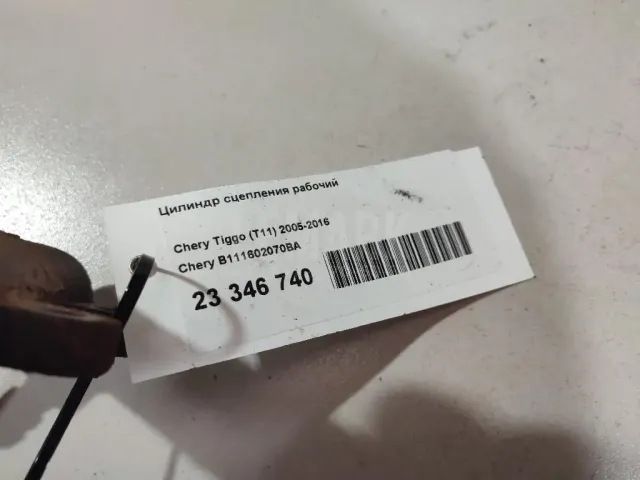 Цилиндр сцепления рабочий
Chery Tiggo (T11) 2005-2016
Chery B111602070BA
23 346 740